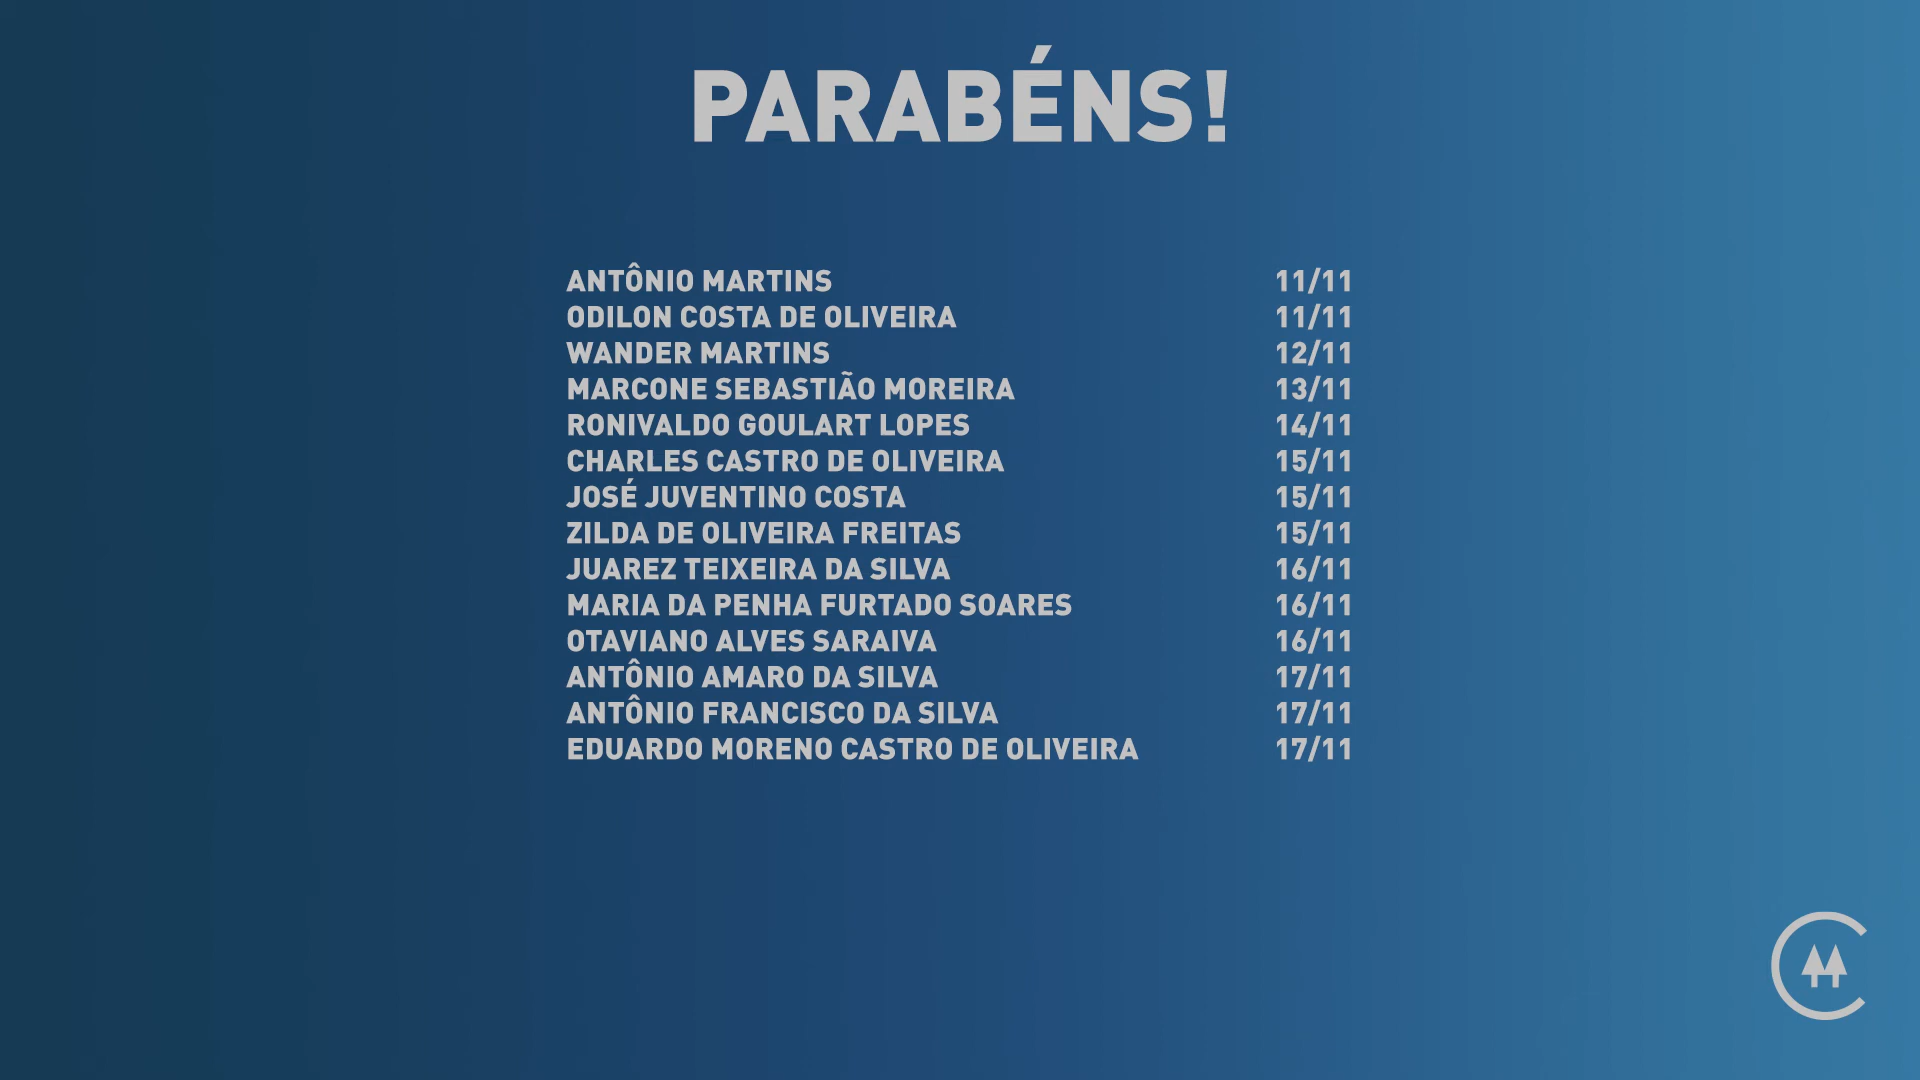 PARABÉNS!
ANTÔNIO MARTINS 11/11
ODILON COSTA DE OLIVEIRA 11/11
WANDER MARTINS 12/11
MARCONE SEBASTIÃO MOREIRA 13/11
RONIVALDO GOULART LOPES 14/11
CHARLES CASTRO DE OLIVEIRA 15/11
JOSÉ JUVENTINO COSTA 15/11
ZILDA DE OLIVEIRA FREITAS 15/11
JUAREZ TEIXEIRA DA SILVA 16/11
MARIA DA PENHA FURTADO SOARES 16/11
OTAVIANO ALVES SARAIVA 16/11
ANTÔNIO AMARO DA SILVA 17/11
ANTÔNIO FRANCISCO DA SILVA 17/11
EDUARDO MORENO CASTRO DE OLIVEIRA 17/11